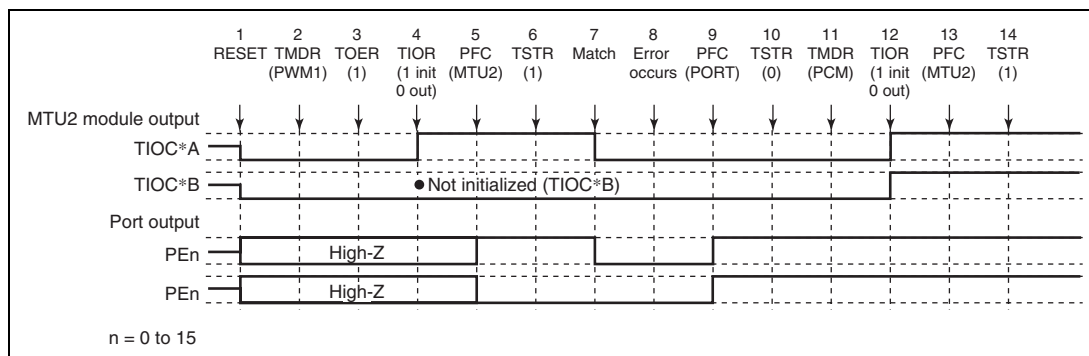 1 2 3 4 5 6 7 8 9 10 11 12 13 14
RESET TMDR TOER TIOR PFC TSTR Match Error PFC TSTR TMDR TIOR PFC TSTR
(PWM1) (1) (1 init (MTU2) (1) occurs (PORT) (0) (PCM) (1 init (MTU2) (1)
0 out) 0 out)
MTU2 module output
TIOC*A
TIOC*B ● Not initialized (TIOC*B)
Port output
PEn High-Z
PEn High-Z
n = 0 to 15